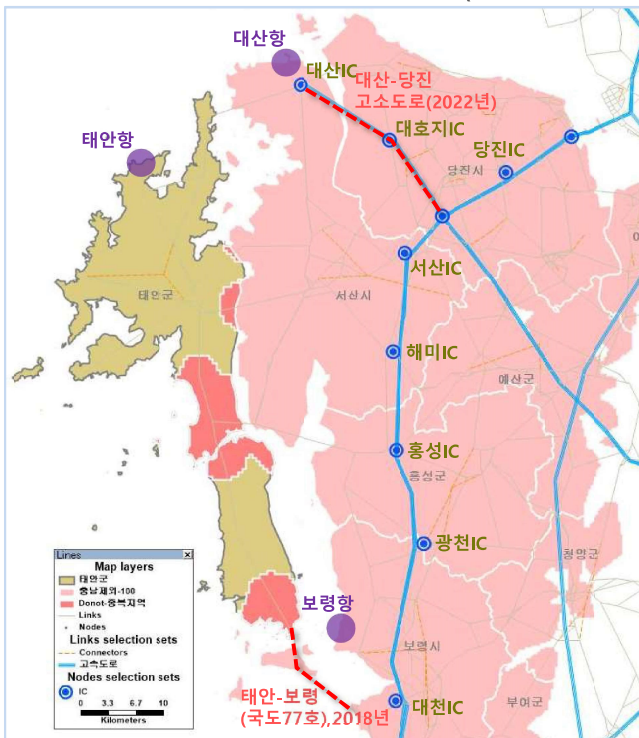 대산항
대산IC
대산-당진
고소도로(2022년)
대호지IC
태안항
당진IC
당진시
서산IC
태안군
서산시
해미IC
예산군
홍성IC
홍성군
광천IC
청양군
보령항
보령시
부여군
태안-보령
(국도77호),2018년
대천IC
Lines
Map layers
태안군
충남제외-100
Donot-중복지역
Links
Nodes
Links selection sets
Connectors
고속도로
Nodes selection sets
IC
0 3.3 6.7 10
Kilometers